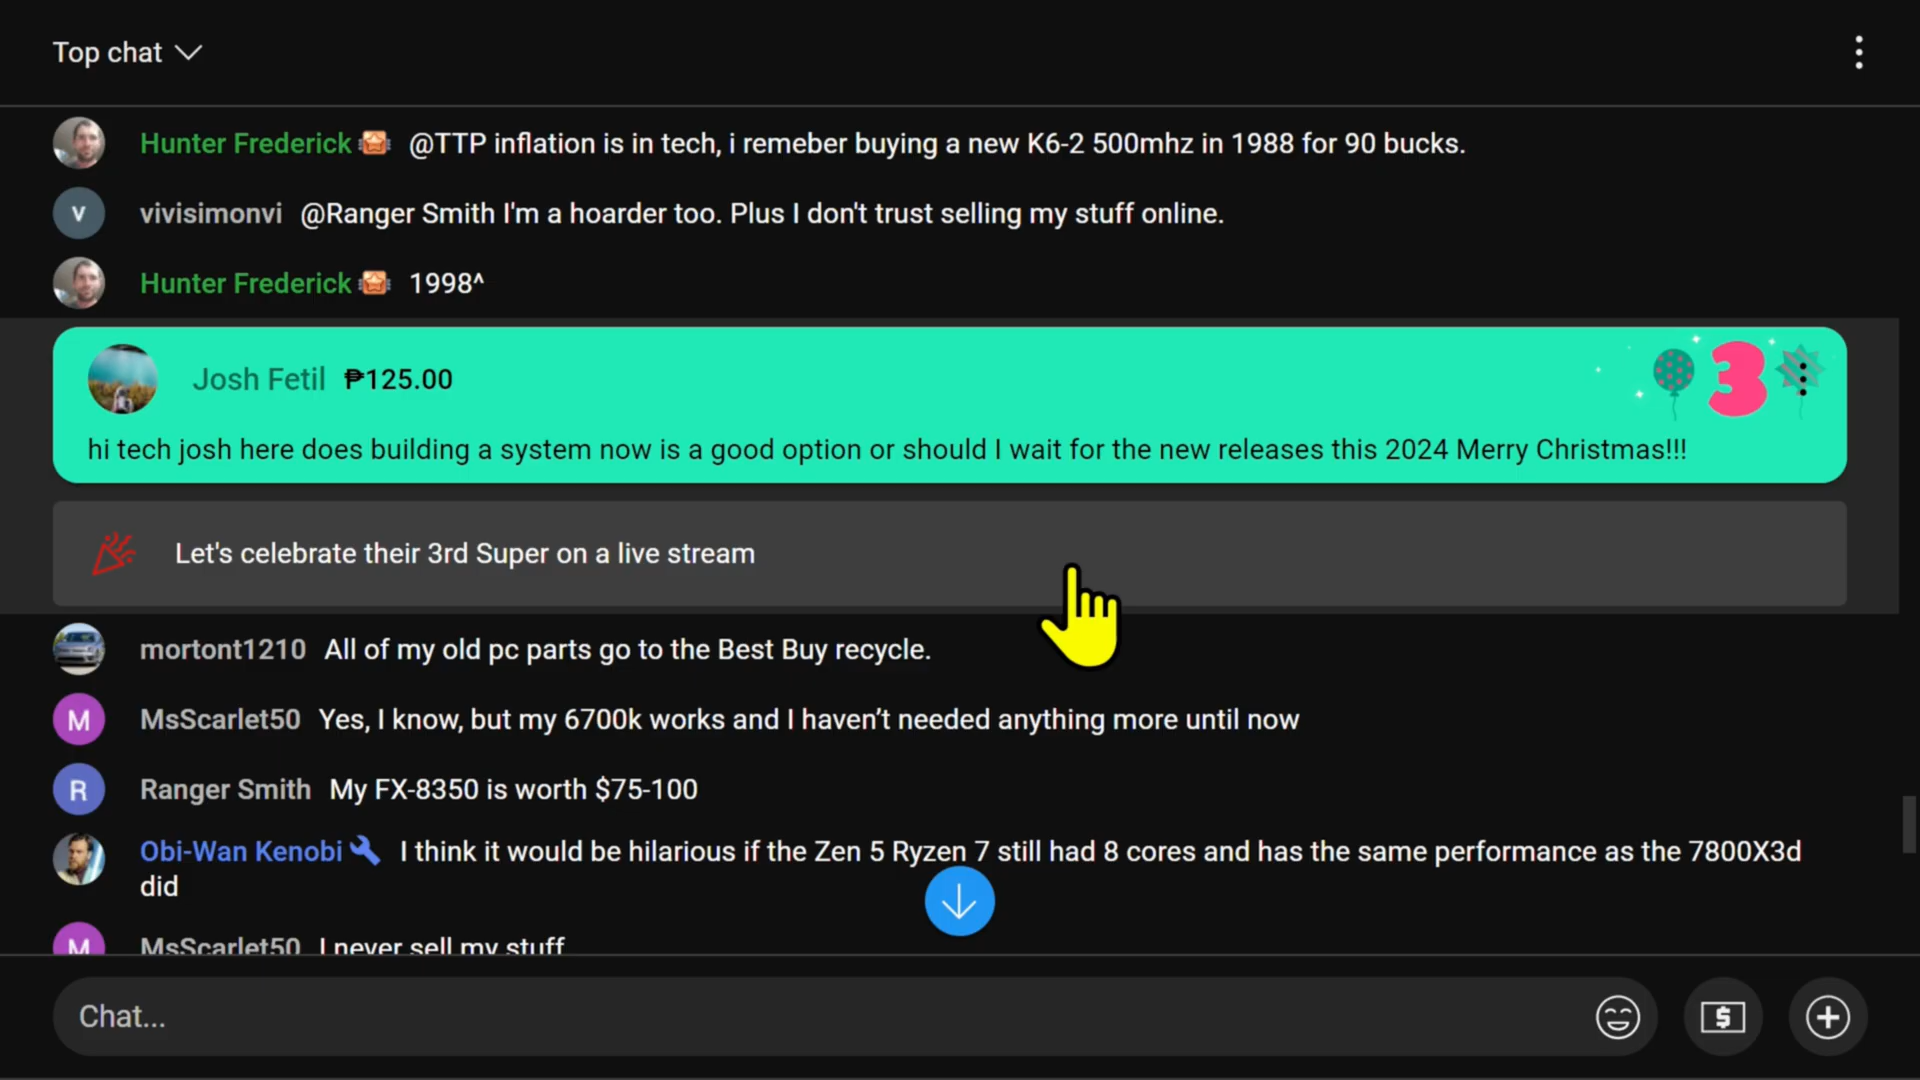 Top chat
Hunter Frederick @TTP inflation is in tech, i remeber buying a new K6-2 500mhz in 1988 for 90 bucks.
V vivisimonvi @Ranger Smith I'm a hoarder too. Plus I don't trust selling my stuff online.
Hunter Frederick 1998^
Josh Fetil ₱125.00 3
hi tech josh here does building a system now is a good option or should I wait for the new releases this 2024 Merry Christmas!!!
Let's celebrate their 3rd Super on a live stream
mortont1210 All of my old pc parts go to the Best Buy recycle.
M MsScarlet50 Yes, I know, but my 6700k works and I haven’t needed anything more until now
R Ranger Smith My FX-8350 is worth $75-100
Obi-Wan Kenobi I think it would be hilarious if the Zen 5 Ryzen 7 still had 8 cores and has the same performance as the 7800X3d
did
M MsScarlet50 I never sell my stuff
Chat... $